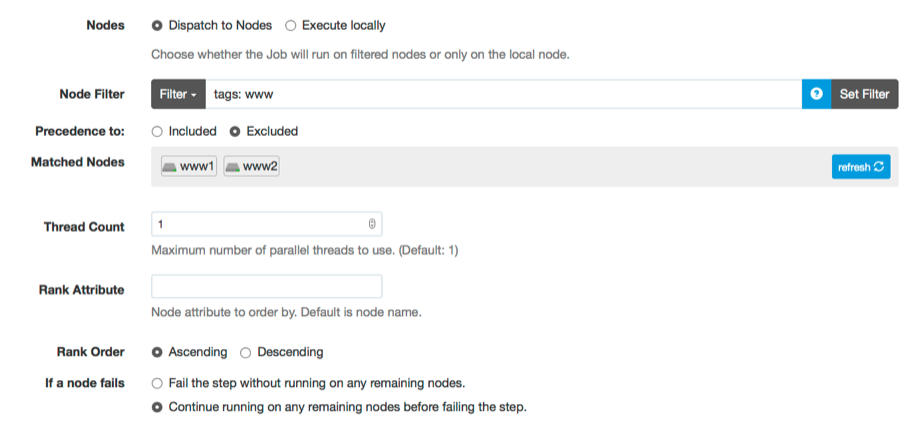 Nodes Dispatch to Nodes Execute locally
Choose whether the Job will run on filtered nodes or only on the local node.
Node Filter Filter tags: www ? Set Filter
Precedence to: Included Excluded
Matched Nodes www1 www2 refresh
Thread Count 1
Maximum number of parallel threads to use. (Default: 1)
Rank Attribute
Node attribute to order by. Default is node name.
Rank Order Ascending Descending
If a node fails Fail the step without running on any remaining nodes.
Continue running on any remaining nodes before failing the step.